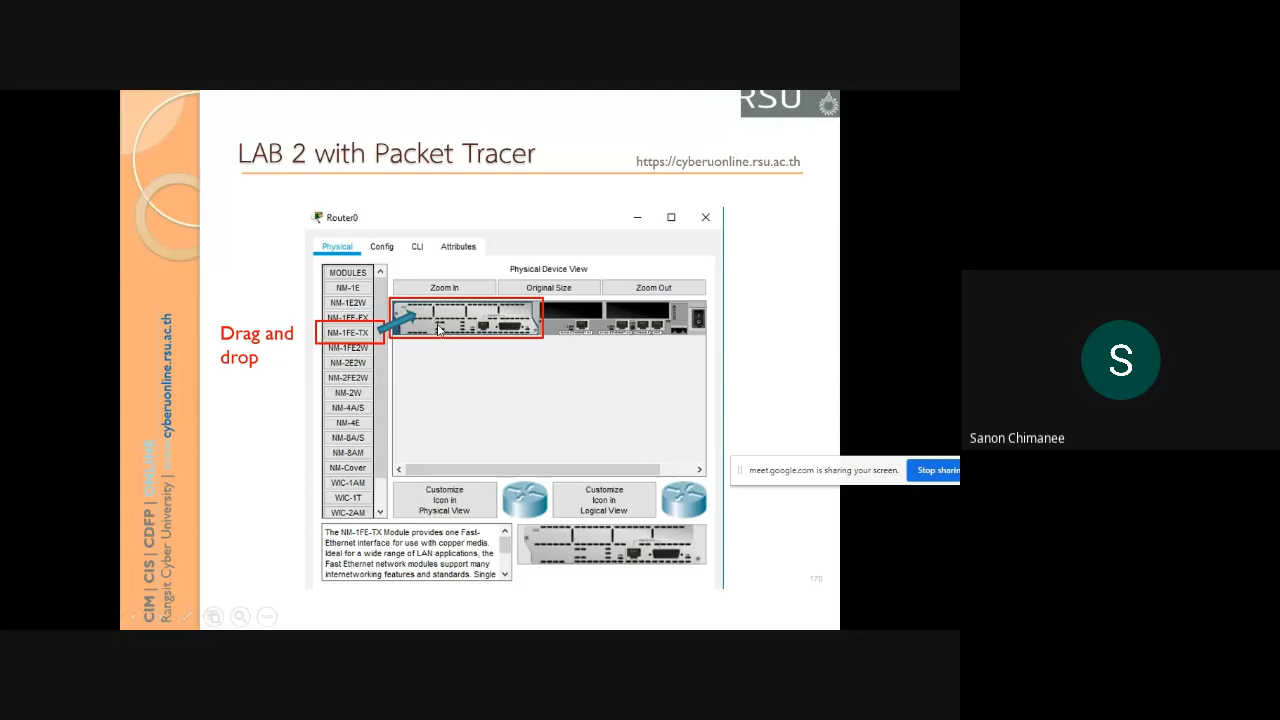 RSU
LAB 2 with Packet Tracer
https://cyberuonline.rsu.ac.th
Router0
Physical
Config
CLI
Attributes
MODULES
NM-1E
NM-1E2W
NM-1FE-FX
NM-1FE-TX
NM-1FE2W
NM-2E2W
NM-2FE2W
NM-2W
NM-4A/S
NM-4E
NM-8A/S
NM-8AM
NM-Cover
WIC-1AM
WIC-1T
WIC-2AM
Physical Device View
Zoom In
Original Size
Zoom Out
Drag and
drop
Customize
Icon in
Physical View
Customize
Icon in
Logical View
The NM-1FE-TX Module provides one Fast-
Ethernet interface for use with copper media.
Ideal for a wide range of LAN applications, the
Fast Ethernet network modules support many
internetworking features and standards. Single
170
CIM | CIS | CDFP | ONLINE
Rangsit Cyber University | cyberuonline.rsu.ac.th
meet.google.com is sharing your screen.
Stop sharin
S
Sanon Chimanee